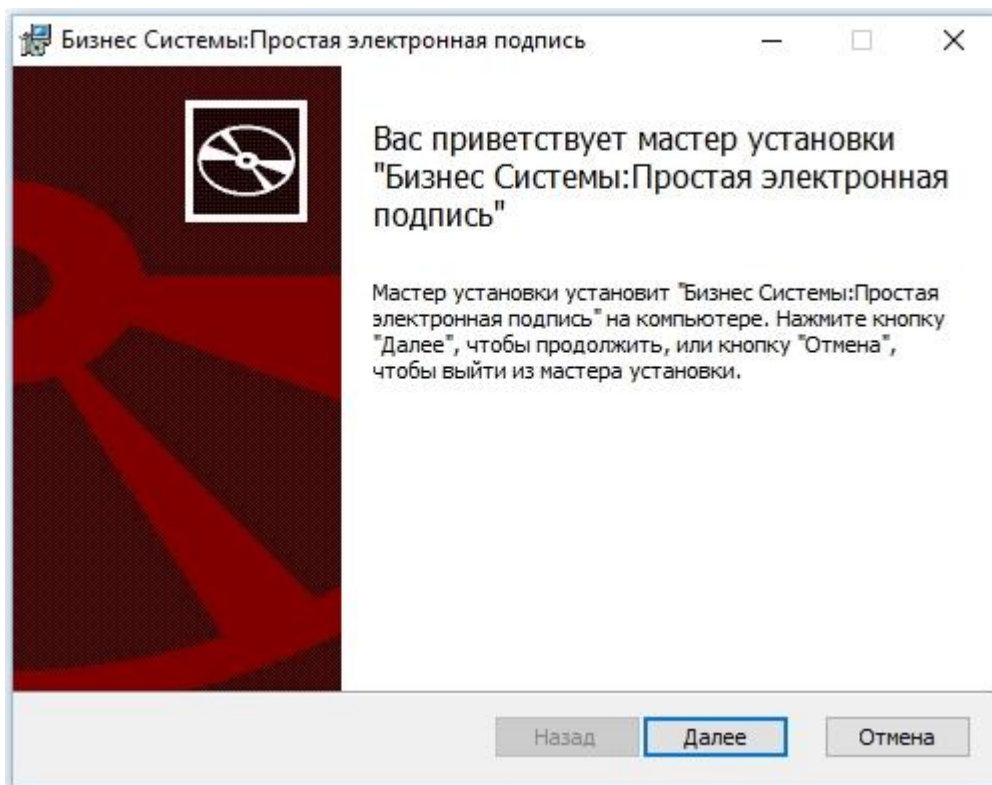 Бизнес Системы:Простая электронная подпись
Вас приветствует мастер установки
"Бизнес Системы:Простая электронная
подпись"
Мастер установки установит "Бизнес Системы:Простая
электронная подпись" на компьютере. Нажмите кнопку
"Далее", чтобы продолжить, или кнопку "Отмена",
чтобы выйти из мастера установки.
Назад Далее Отмена